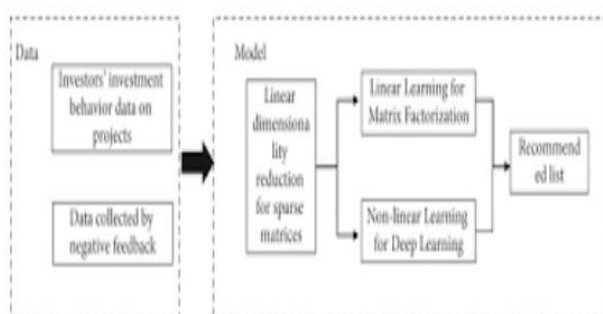 Data
Investors' investment
behavior data on
projects
Data collected by
negative feedback
Model
Linear
dimensiona
lity
reduction
for sparse
matrices
Linear Learning for
Matrix Factorization
Non-linear Learning
for Deep Learning
Recommend
ed list